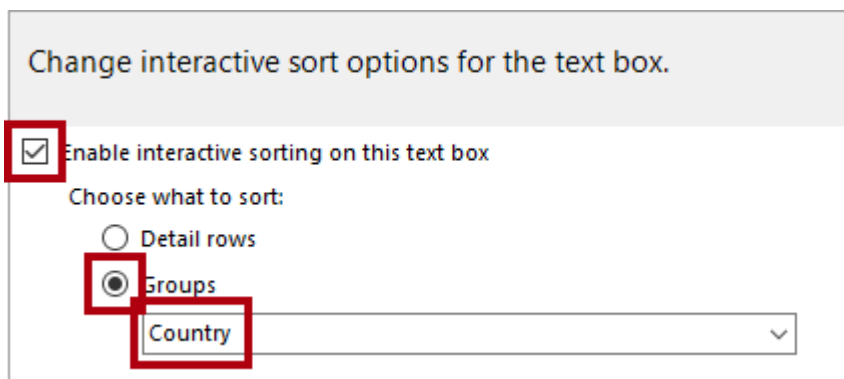 Change interactive sort options for the text box.
Enable interactive sorting on this text box
Choose what to sort:
Detail rows
Groups
Country